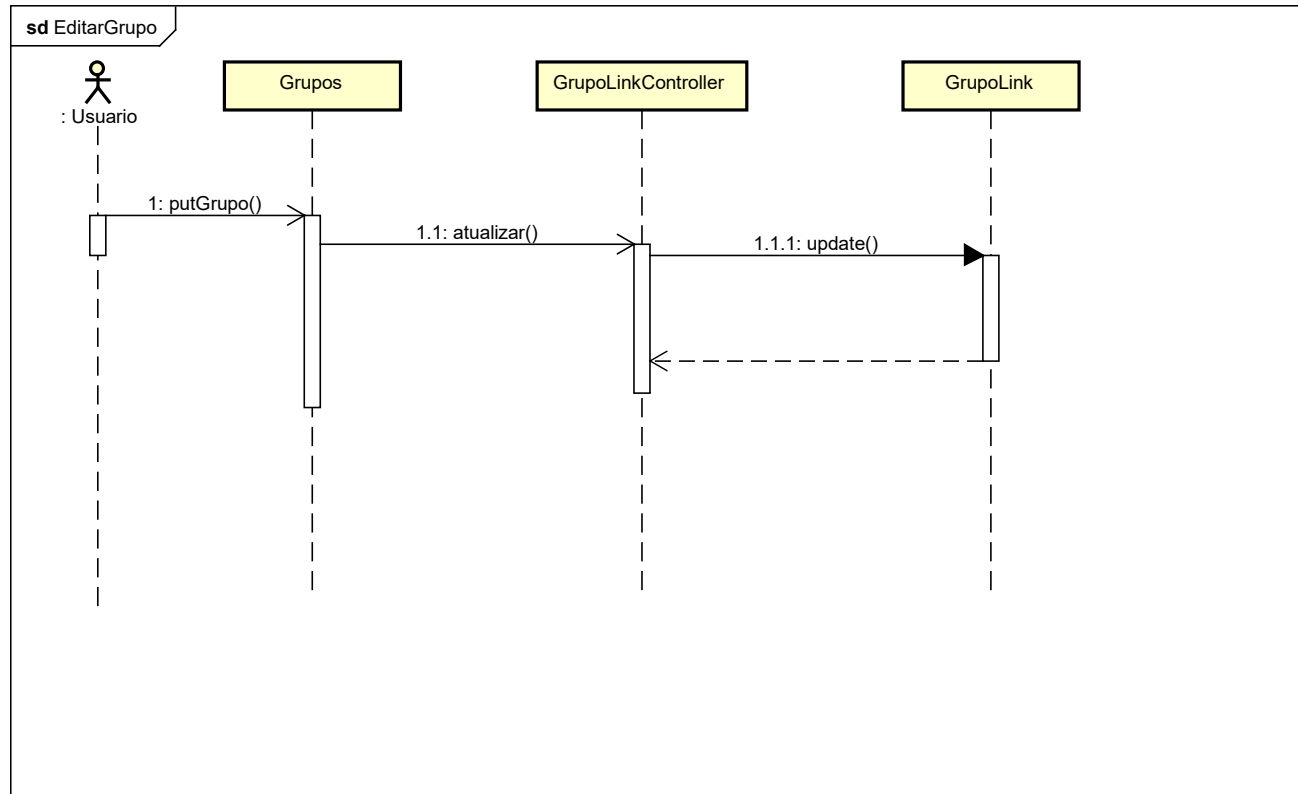 sd EditarGrupo
: Usuario
Grupos
GrupoLinkController
GrupoLink
1: putGrupo()
1.1: atualizar()
1.1.1: update()